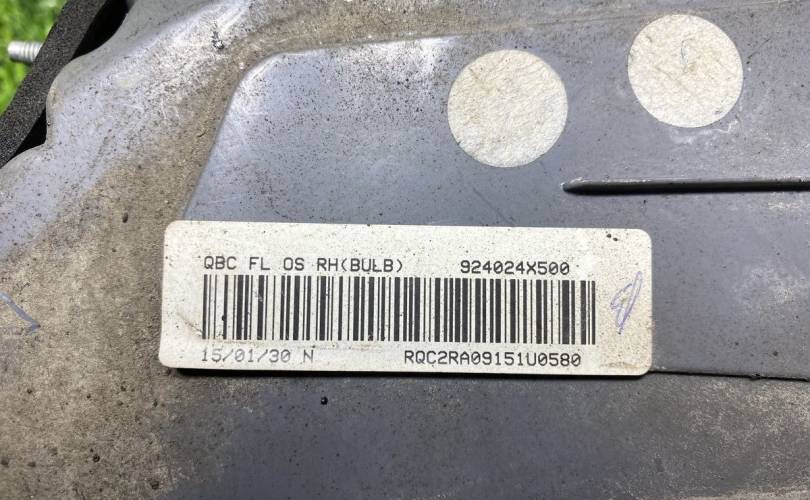 QBC FL OS RH(BULB) 924024X500
15/01/30 N RQC2RA09151U0580